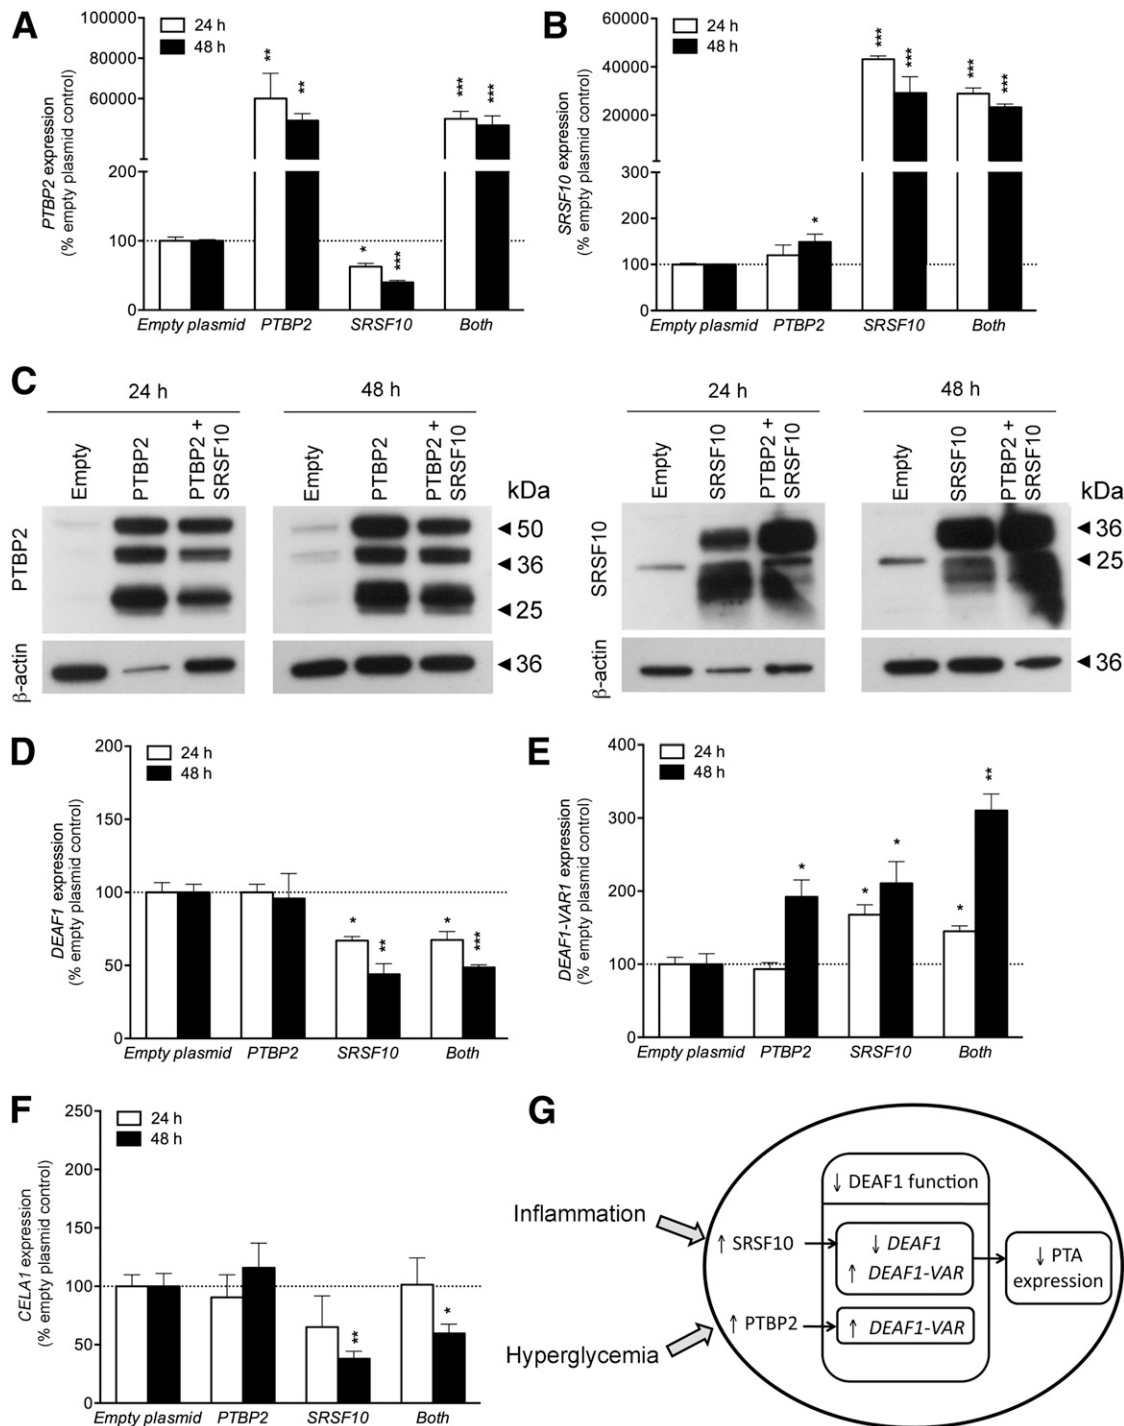 A
PTBP2 expression
(% empty plasmid control)
100000
80000
60000
200
100
0
24 h
48 h
**
**
*
***
***
***
Empty plasmid PTBP2 SRSF10 Both
B
SRSF10 expression
(% empty plasmid control)
60000
40000
20000
300
200
100
0
24 h
48 h
*
***
***
***
***
Empty plasmid PTBP2 SRSF10 Both
C
24 h
48 h
24 h
48 h
Empty
PTBP2
PTBP2 +
SRSF10
Empty
PTBP2
PTBP2 +
SRSF10
kDa
Empty
SRSF10
PTBP2 +
SRSF10
Empty
SRSF10
PTBP2 +
SRSF10
kDa
PTBP2
◄50
◄36
◄25
SRSF10
◄36
◄25
β-actin
◄36
β-actin
◄36
D
DEAF1 expression
(% empty plasmid control)
200
150
100
50
0
24 h
48 h
*
**
*
***
Empty plasmid PTBP2 SRSF10 Both
E
DEAF1-VAR1 expression
(% empty plasmid control)
400
300
200
100
0
24 h
48 h
*
*
*
*
**
Empty plasmid PTBP2 SRSF10 Both
F
CELA1 expression
(% empty plasmid control)
250
200
150
100
50
0
24 h
48 h
**
*
Empty plasmid PTBP2 SRSF10 Both
G
Inflammation
Hyperglycemia
↑ SRSF10
↑ PTBP2
↓ DEAF1 function
↓ DEAF1
↑ DEAF1-VAR
↑ DEAF1-VAR
↓ PTA
expression